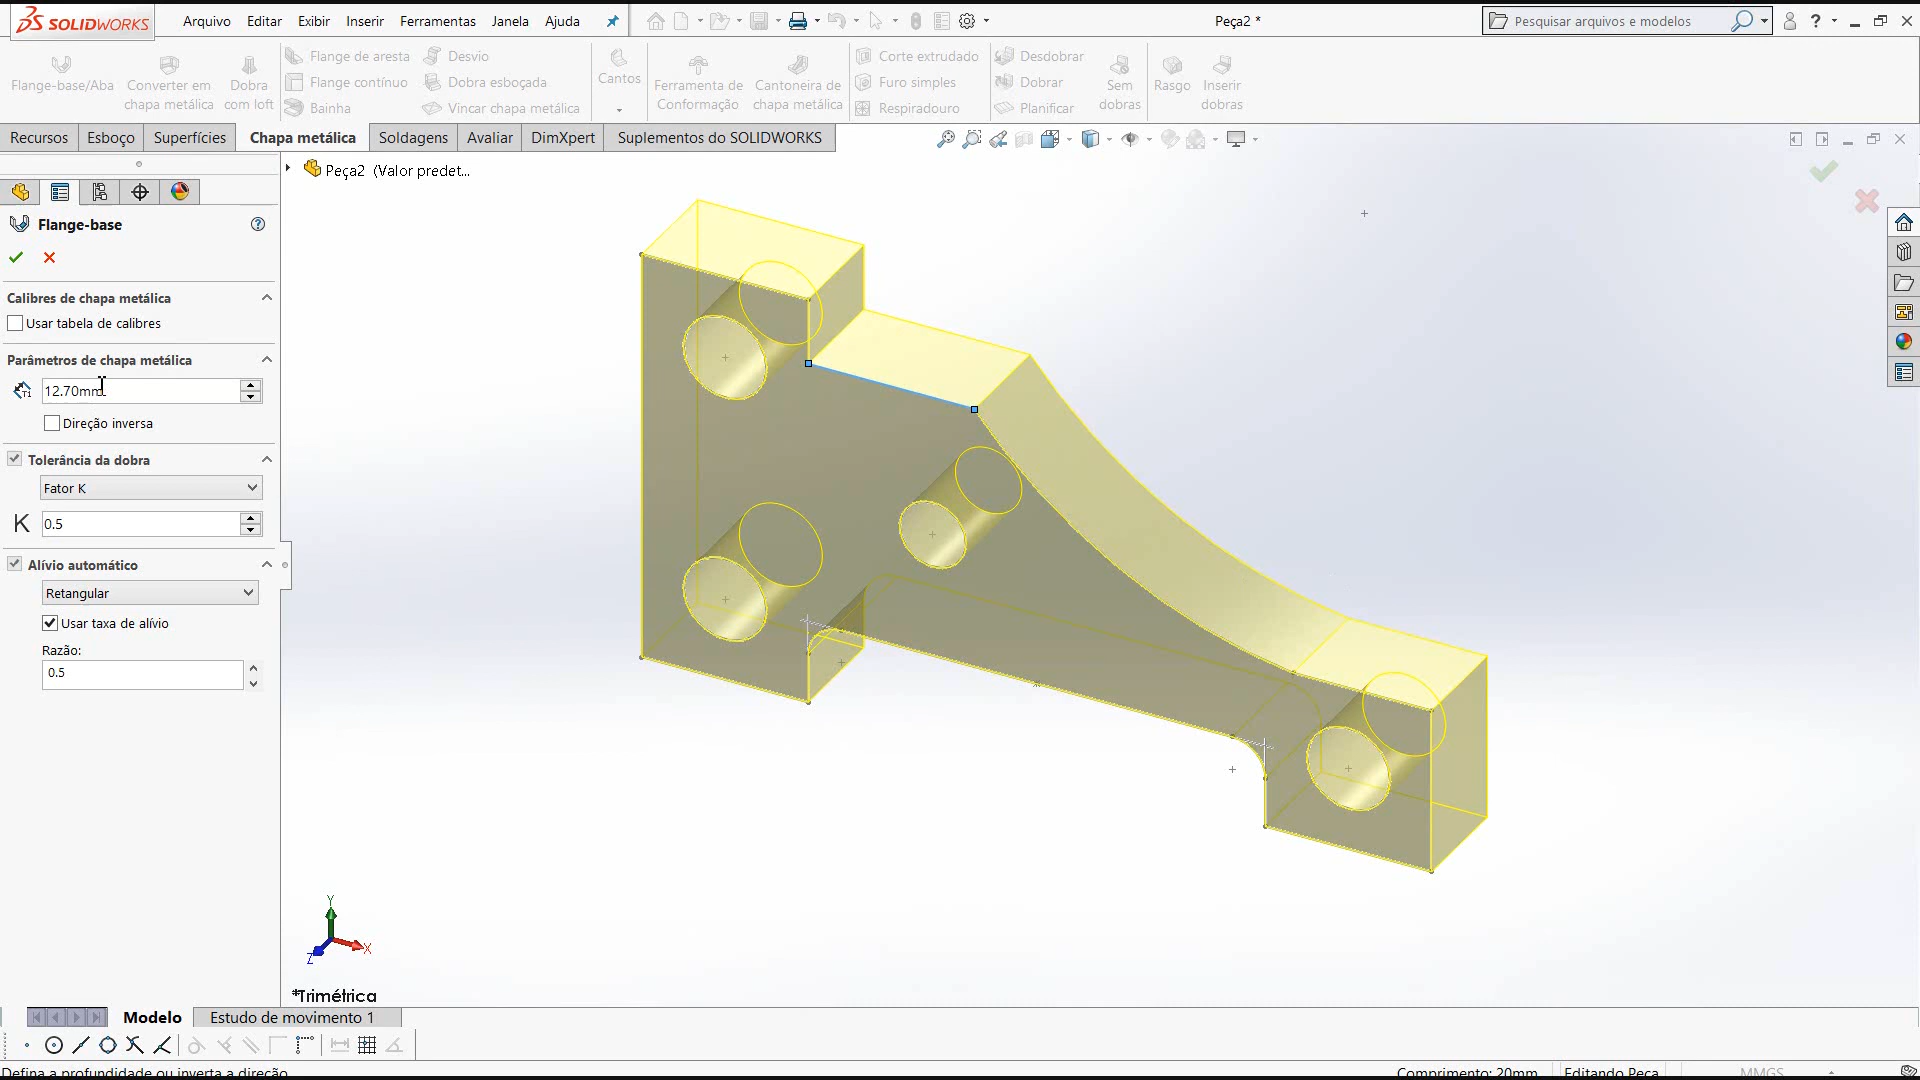 SOLIDWORKS Arquivo Editar Exibir Inserir Ferramentas Janela Ajuda Peça2 * Pesquisar arquivos e modelos ?
Flange-base/Aba
Converter em chapa metálica
Dobra com loft
Flange de aresta
Flange contínuo
Bainha
Desvio
Dobra esboçada
Vincar chapa metálica
Cantos
Ferramenta de Conformação
Cantoneira de chapa metálica
Corte extrudado
Furo simples
Respiradouro
Desdobrar
Dobrar
Planificar
Sem dobras
Rasgo
Inserir dobras
Recursos Esboço Superfícies Chapa metálica Soldagens Avaliar DimXpert Suplementos do SOLIDWORKS
Peça2 (Valor predet...
Flange-base
Calibres de chapa metálica
Usar tabela de calibres
Parâmetros de chapa metálica
12.70mm
Direção inversa
Tolerância da dobra
Fator K
K 0.5
Alívio automático
Retangular
Usar taxa de alívio
Razão:
0.5
Y
X
Z
*Trimétrica
Modelo Estudo de movimento 1
Defina a profundidade ou inverta a direção Comprimento: 20mm Editando Peça MMGS